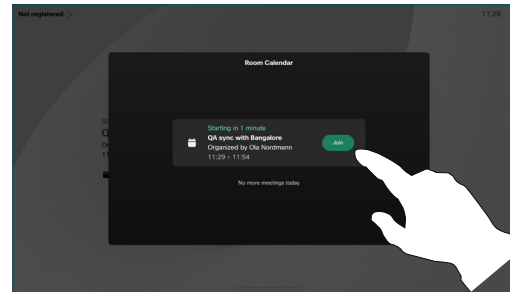 Not registered
11:28
Room Calendar
Starting in 1 minute
QA sync with Bangalore
Organized by Ola Nordmann
11:29 - 11:54
Join
No more meetings today